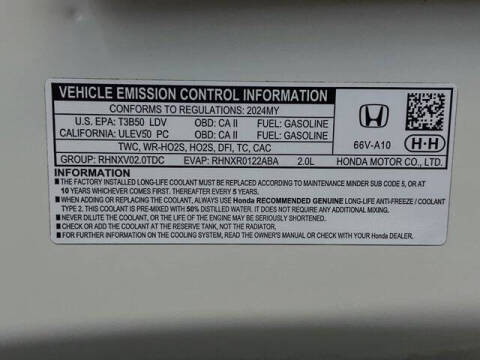 VEHICLE EMISSION CONTROL INFORMATION
CONFORMS TO REGULATIONS: 2024MY
U.S. EPA: T3B50 LDV OBD: CA II FUEL: GASOLINE
CALIFORNIA: ULEV50 PC OBD: CA II FUEL: GASOLINE
TWC, WR-HO2S, HO2S, DFI, TC, CAC
66V-A10 H·H
GROUP: RHNXV02.0TDC EVAP: RHNXR0122ABA 2.0L HONDA MOTOR CO., LTD.
INFORMATION
■THE FACTORY INSTALLED LONG-LIFE COOLANT MUST BE REPLACED ACCORDING TO MAINTENANCE MINDER SUB CODE 5, OR AT
10 YEARS WHICHEVER COMES FIRST. THEREAFTER EVERY 5 YEARS.
■WHEN ADDING OR REPLACING THE COOLANT, ALWAYS USE Honda RECOMMENDED GENUINE LONG-LIFE ANTI-FREEZE / COOLANT
TYPE 2. THIS COOLANT IS PRE-MIXED WITH 50% DISTILLED WATER. IT DOES NOT REQUIRE ANY ADDITIONAL MIXING.
■NEVER DILUTE THE COOLANT, OR THE LIFE OF THE ENGINE MAY BE SERIOUSLY SHORTENED.
■CHECK OR ADD THE COOLANT AT THE RESERVE TANK, NOT THE RADIATOR.
■FOR FURTHER INFORMATION ON THE COOLING SYSTEM, READ THE OWNER'S MANUAL OR CHECK WITH YOUR Honda DEALER.